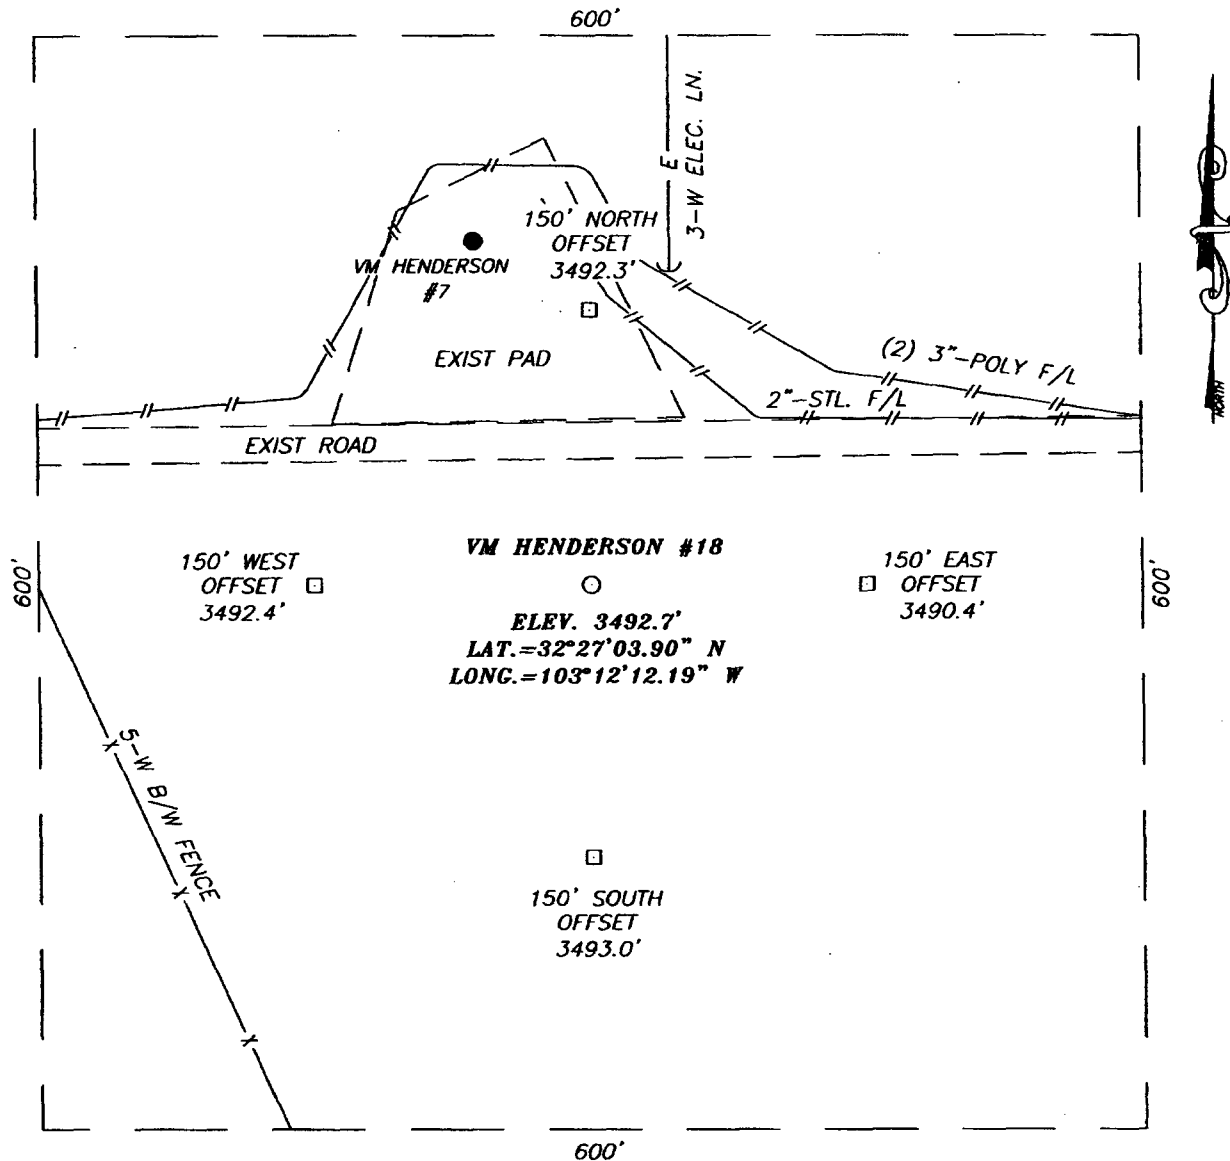 600'
3-W ELEC. LN.
E
150' NORTH
OFFSET
3492.3'
VM HENDERSON
#7
EXIST PAD
(2) 3"-POLY F/L
2"-STL. F/L
NORTH
EXIST ROAD
600'
150' WEST
OFFSET
3492.4'
VM HENDERSON #18
ELEV. 3492.7'
LAT.=32°27'03.90" N
LONG.=103°12'12.19" W
150' EAST
OFFSET
3490.4'
600'
5-W B/W FENCE
150' SOUTH
OFFSET
3493.0'
600'